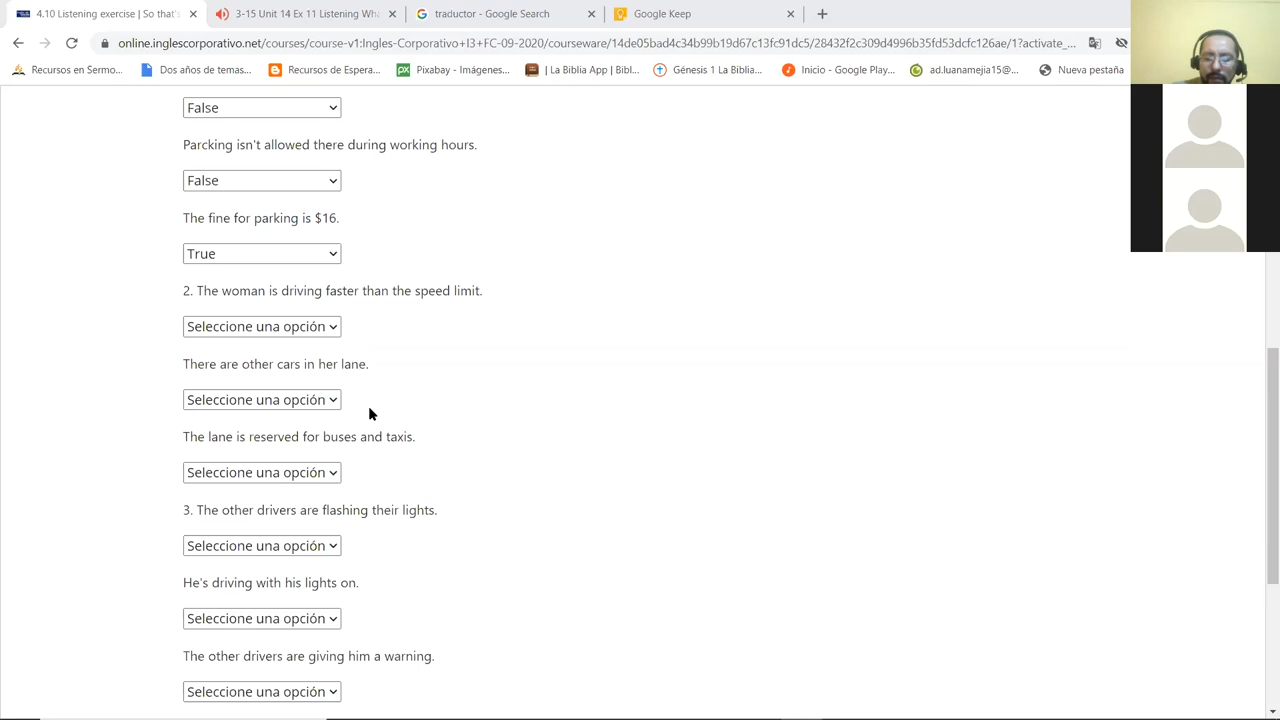 4.10 Listening exercise | So that's
3-15 Unit 14 Ex 11 Listening Wha
traductor - Google Search
Google Keep
online.inglescorporativo.net/courses/course-v1:Ingles-Corporativo+I3+FC-09-2020/courseware/14de05bad4c34b99b19d67c13fc91dc5/28432f2c309d4996b35fd53dcfc126ae/1?activate_...
Recursos en Sermo...
Dos años de temas...
Recursos de Espera...
Pixabay - Imágenes...
| La Biblia App | Bibl...
Génesis 1 La Biblia...
Inicio - Google Play...
ad.luanamejia15@...
Nueva pestaña
False
Parcking isn't allowed there during working hours.
False
The fine for parking is $16.
True
2. The woman is driving faster than the speed limit.
Seleccione una opción
There are other cars in her lane.
Seleccione una opción
The lane is reserved for buses and taxis.
Seleccione una opción
3. The other drivers are flashing their lights.
Seleccione una opción
He's driving with his lights on.
Seleccione una opción
The other drivers are giving him a warning.
Seleccione una opción